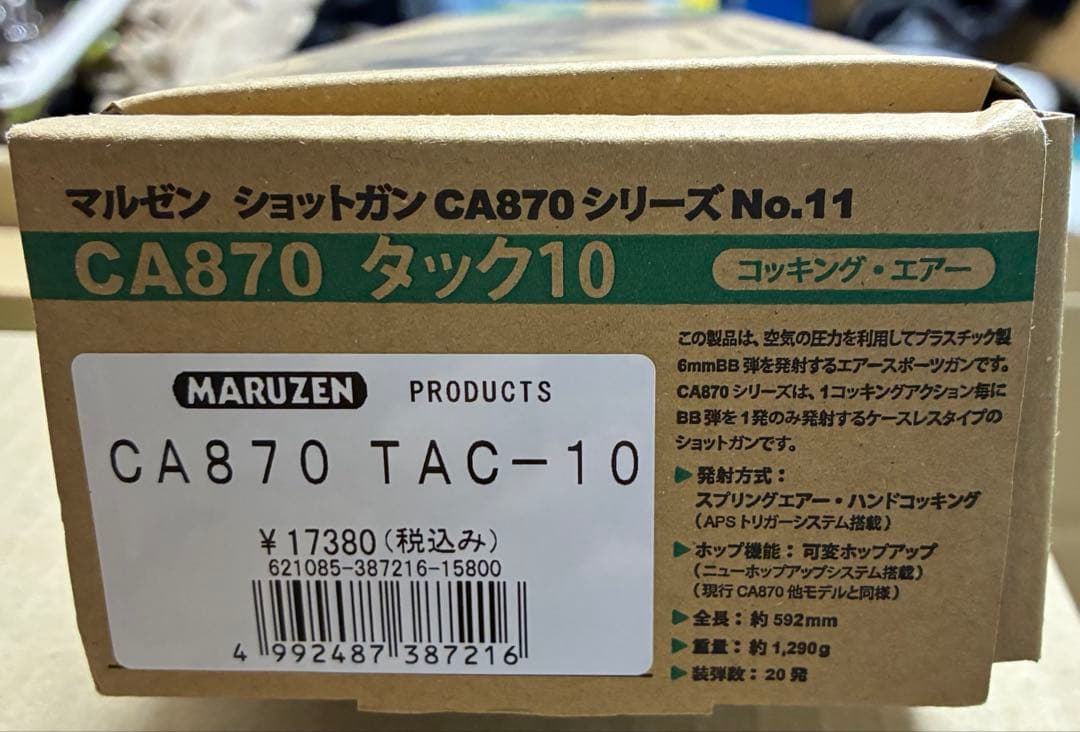 マルゼン ショットガンCA870シリーズNo.11
CA870 タック10
コッキング・エアー
MARUZEN PRODUCTS
CA870 TAC-10
¥17380(税込み)
621085-387216-15800
4 992487 387216
この製品は、空気の圧力を利用してプラスチック製
6mmBB弾を発射するエアースポーツガンです。
CA870シリーズは、1コッキングアクション毎に
BB弾を1発のみ発射するケースレスタイプの
ショットガンです。
▶発射方式:
スプリングエアー・ハンドコッキング
(APSトリガーシステム搭載)
▶ホップ機能:可変ホップアップ
(ニューホップアップシステム搭載)
(現行CA870他モデルと同様)
▶全長:約592mm
▶重量:約1,290g
▶装弾数:20発